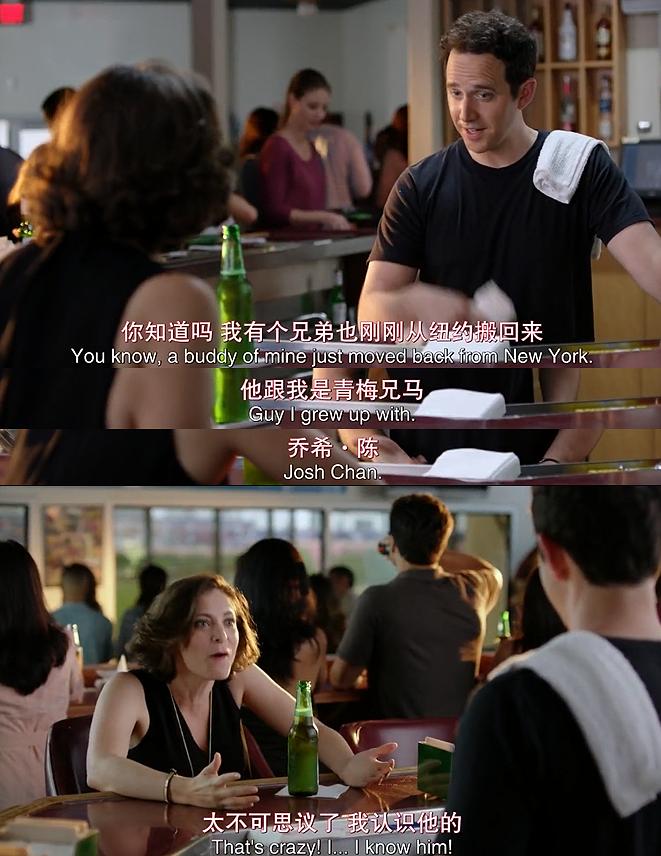 你知道吗 我有个兄弟也刚刚从纽约搬回来
You know, a buddy of mine just moved back from New York.
他跟我是青梅兄马
Guy I grew up with.
乔希·陈
Josh Chan.
太不可思议了 我认识他的
That's crazy! I... I know him!